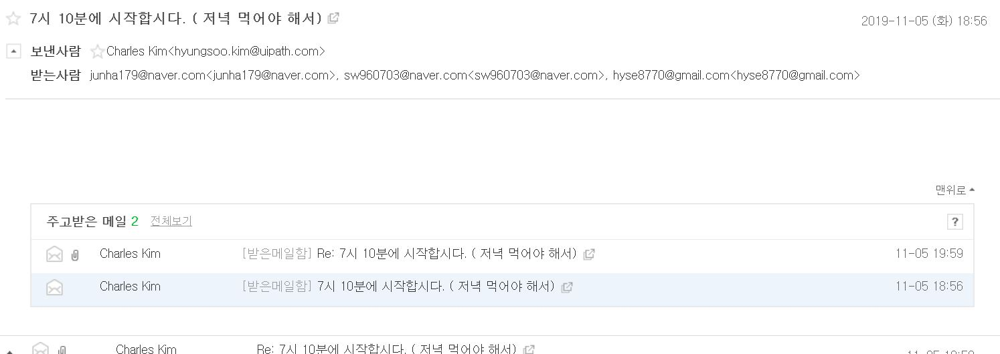 7시 10분에 시작합시다. ( 저녁 먹어야 해서)
2019-11-05 (화) 18:56
보낸사람 Charles Kim<hyungsoo.kim@uipath.com>
받는사람 junha179@naver.com<junha179@naver.com>, sw960703@naver.com<sw960703@naver.com>, hyse8770@gmail.com<hyse8770@gmail.com>
맨위로
주고받은 메일 2 전체보기 ?
Charles Kim [받은메일함] Re: 7시 10분에 시작합시다. ( 저녁 먹어야 해서) 11-05 19:59
Charles Kim [받은메일함] 7시 10분에 시작합시다. ( 저녁 먹어야 해서) 11-05 18:56
Charles Kim Re: 7시 10분에 시작합시다. ( 저녁 먹어야 해서)